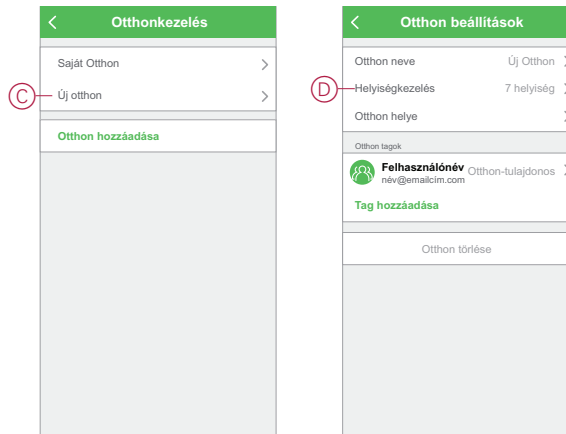 Otthonkezelés
Saját Otthon
C
Új otthon
Otthon hozzáadása
Otthon beállítások
Otthon neve Új Otthon
D
Helyiségkezelés 7 helyiség
Otthon helye
Otthon tagok
Felhasználónév
név@emailcím.com
Otthon-tulajdonos
Tag hozzáadása
Otthon törlése